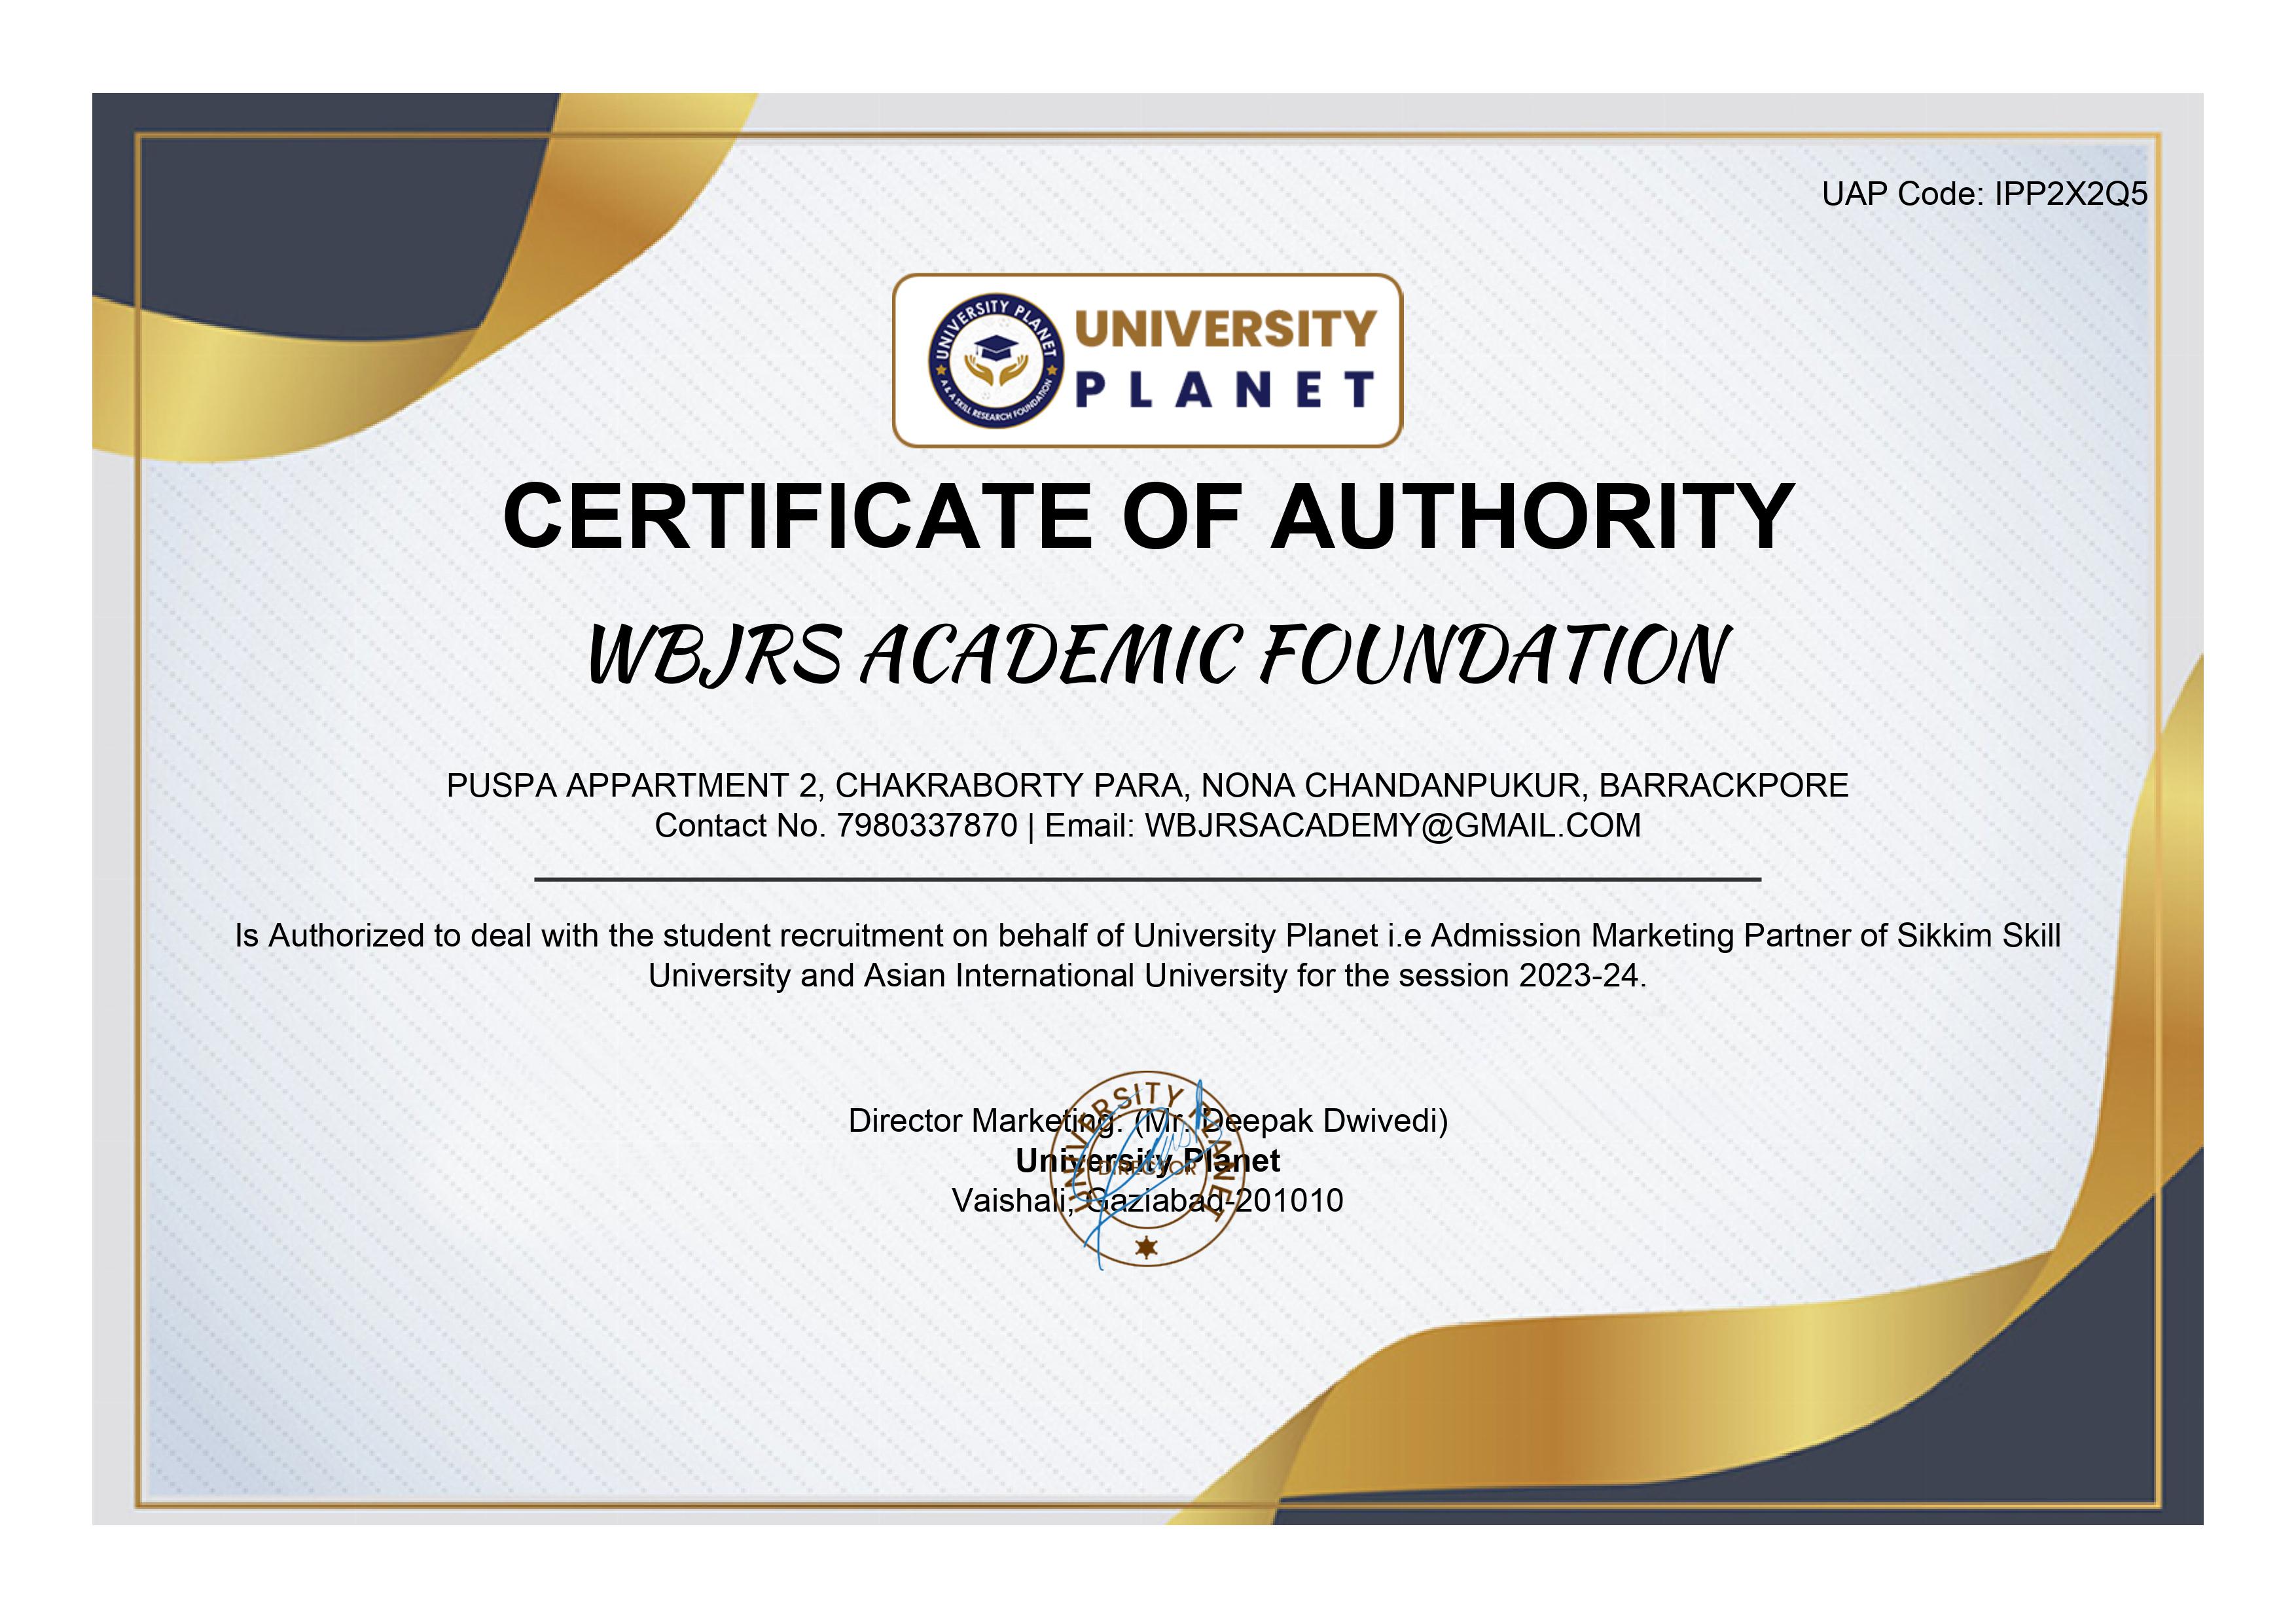 UAP Code: IPP2X2Q5
UNIVERSITY PLANET
A & A SKILL RESEARCH FOUNDATION
UNIVERSITY
PLANET
CERTIFICATE OF AUTHORITY
WBJRS ACADEMIC FOUNDATION
PUSPA APPARTMENT 2, CHAKRABORTY PARA, NONA CHANDANPUKUR, BARRACKPORE
Contact No. 7980337870 | Email: WBJRSACADEMY@GMAIL.COM
Is Authorized to deal with the student recruitment on behalf of University Planet i.e Admission Marketing Partner of Sikkim Skill
University and Asian International University for the session 2023-24.
Director Marketing: (Mr. Deepak Dwivedi)
University Planet
Vaishali, Gaziabad-201010
UNIVERSITY PLANET
DIRECTOR